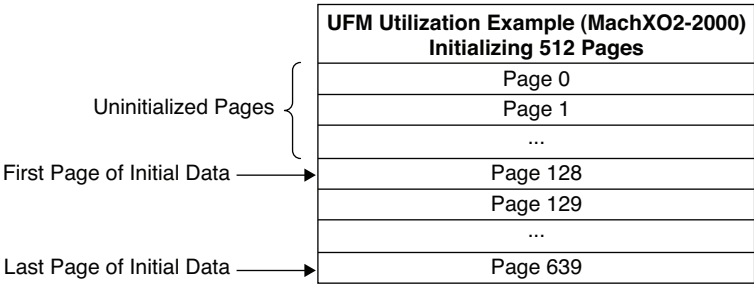 UFM Utilization Example (MachXO2-2000)
Initializing 512 Pages
Page 0
Uninitialized Pages
Page 1
...
First Page of Initial Data
Page 128
Page 129
...
Last Page of Initial Data
Page 639